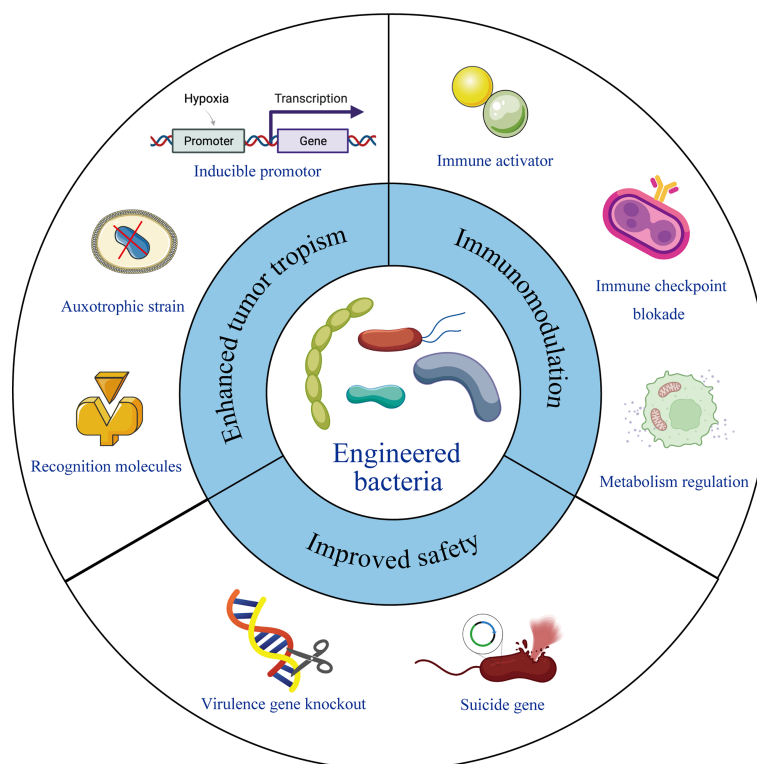 Hypoxia
Transcription
Promoter
Gene
Inducible promotor
Auxotrophic strain
Recognition molecules
Enhanced tumor tropism
Immune activator
Immune checkpoint
blokade
Metabolism regulation
Immunomodulation
Engineered
bacteria
Improved safety
Virulence gene knockout
Suicide gene